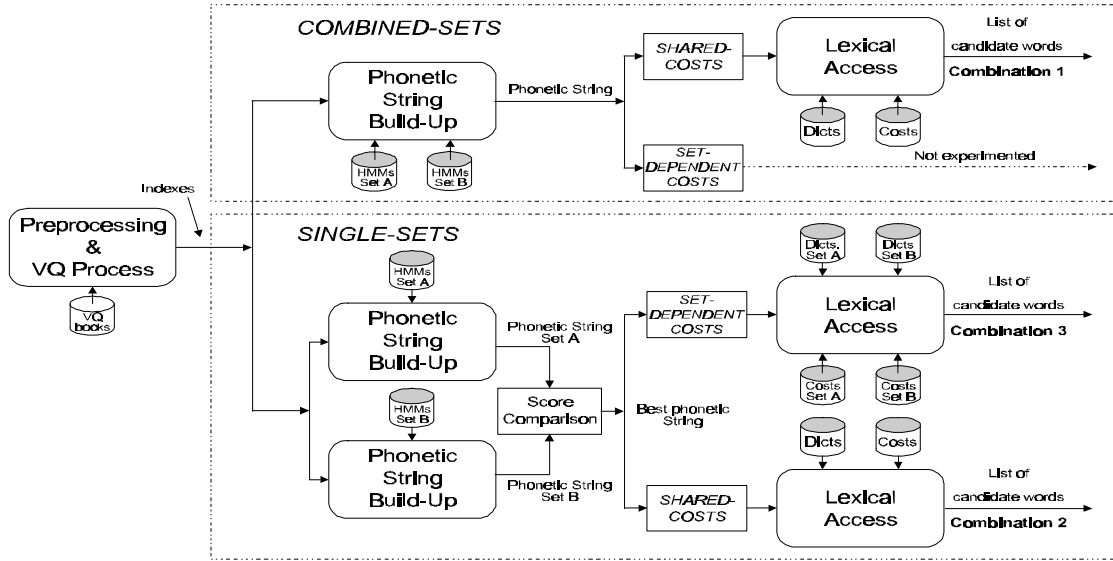 COMBINED-SETS
Phonetic
String
Build-Up
HMMs
Set A
HMMs
Set B
Phonetic String
SHARED-
COSTS
Lexical
Access
Dicts
Costs
List of
candidate words
Combination 1
SET-
DEPENDENT
COSTS
Not experimented
Indexes
Preprocessing
&
VQ Process
VQ
books
SINGLE-SETS
HMMs
Set A
Phonetic
String
Build-Up
Phonetic String
Set A
HMMs
Set B
Phonetic
String
Build-Up
Phonetic String
Set B
Score
Comparison
Best phonetic
String
SET-
DEPENDENT
COSTS
Dicts.
Set A
Dicts
Set B
Lexical
Access
Costs
Set A
Costs
Set B
List of
candidate words
Combination 3
SHARED-
COSTS
Dicts
Costs
Lexical
Access
List of
candidate words
Combination 2